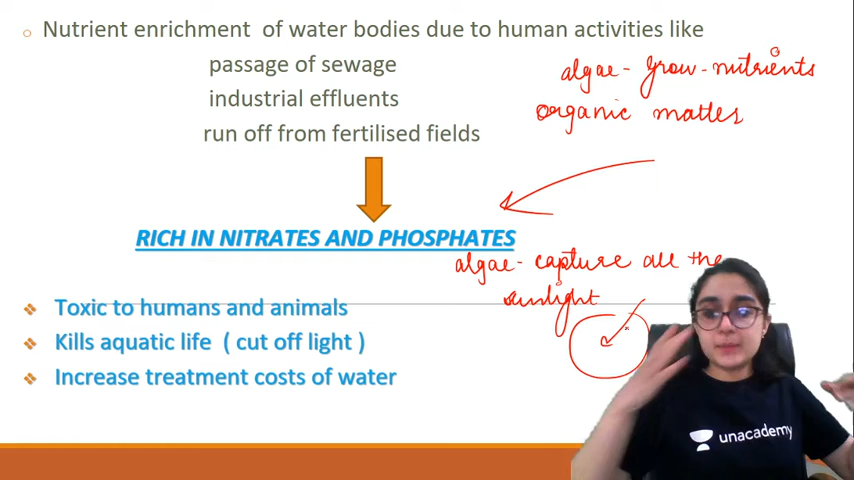 Nutrient enrichment of water bodies due to human activities like
passage of sewage
industrial effluents
run off from fertilised fields
algae - grow - nutrients
organic matter
RICH IN NITRATES AND PHOSPHATES
algae - capture all the
sunlight
Toxic to humans and animals
Kills aquatic life ( cut off light )
Increase treatment costs of water
unacademy